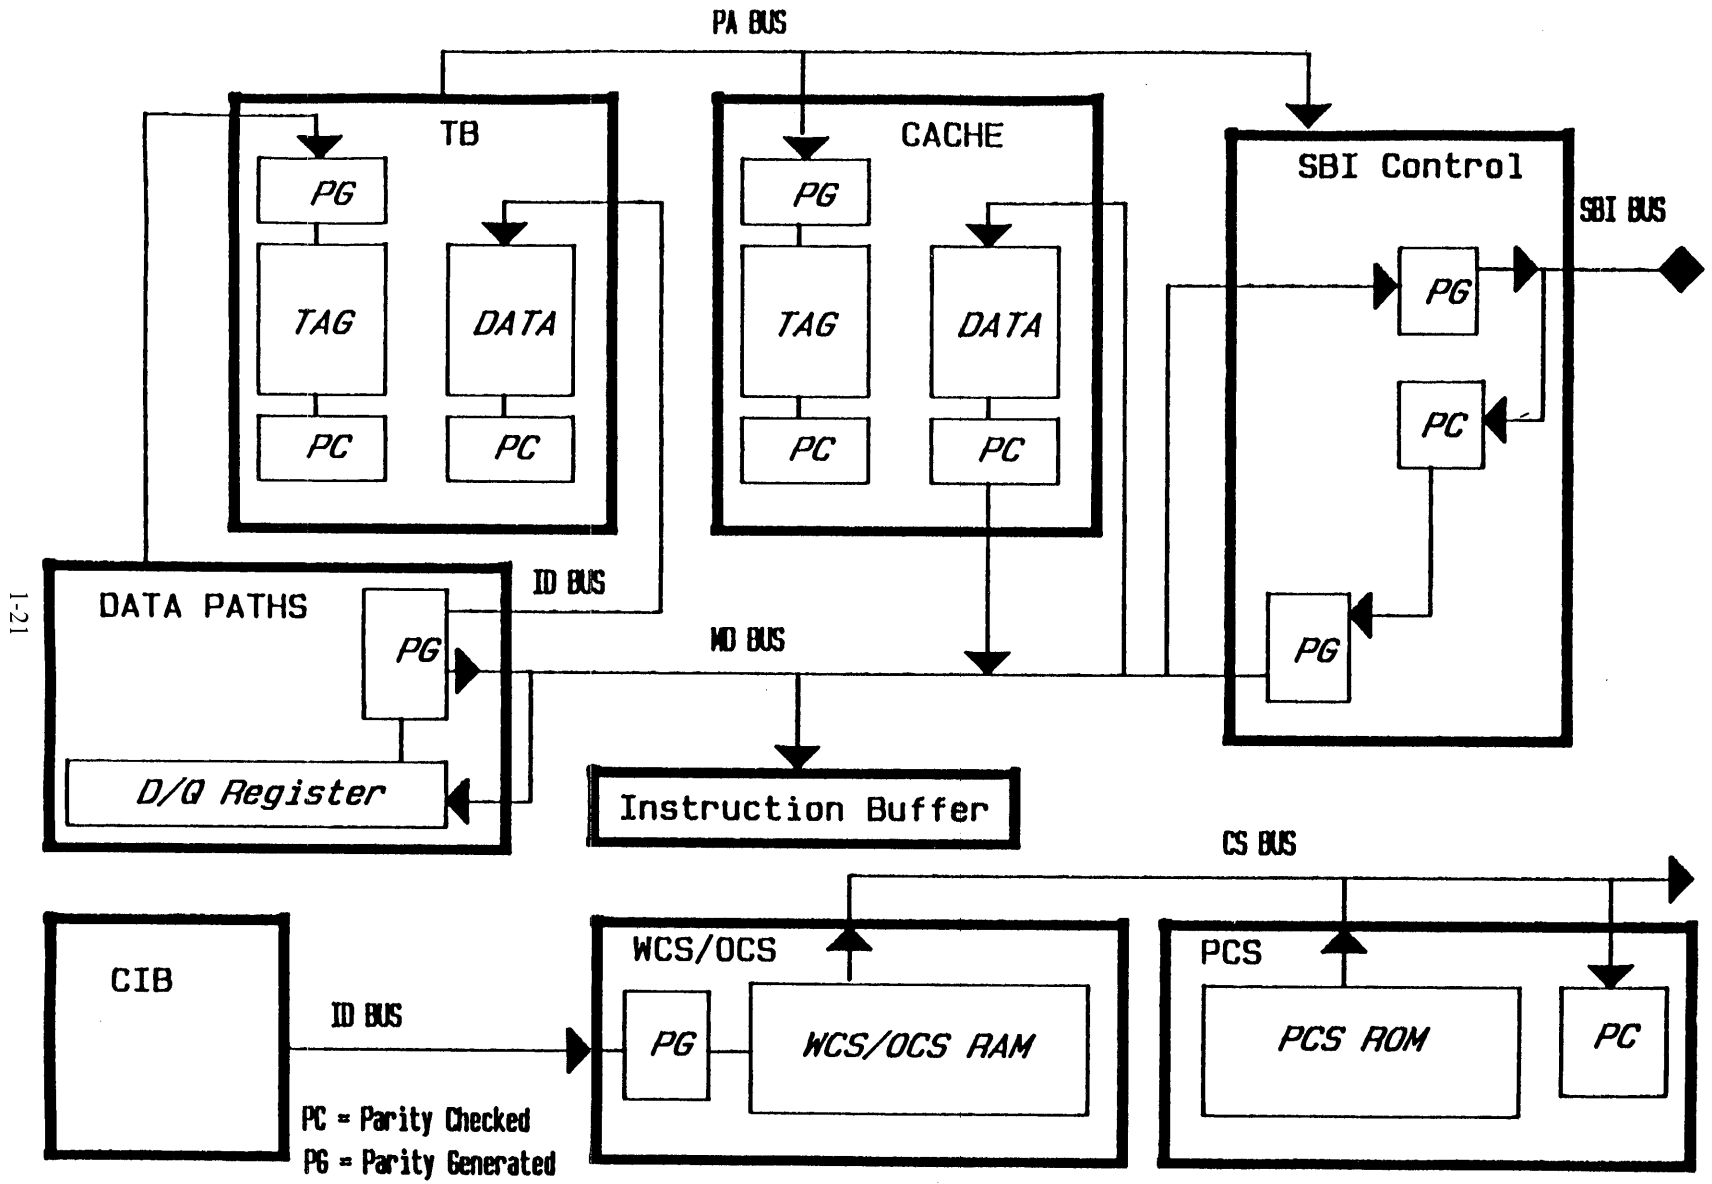 PA BUS
TB
CACHE
SBI Control
SBI BUS
PG
PG
PG
TAG
DATA
TAG
DATA
PC
PC
PC
PC
PC
DATA PATHS
ID BUS
MD BUS
PG
PG
D/Q Register
Instruction Buffer
CS BUS
WCS/OCS
PCS
CIB
ID BUS
PG
WCS/OCS RAM
PCS ROM
PC
PC = Parity Checked
PG = Parity Generated
1-21